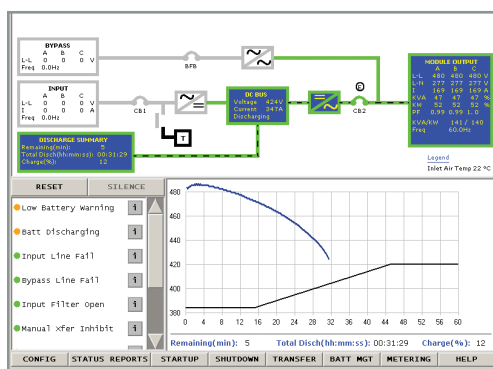 BYPASS
A B C
L-L 0 0 0 V
Freq 0.0Hz
BFB
INPUT
A B C
L-L 0 0 0 V
I 0 0 0 A
Freq 0.0Hz
CB1
T
DC BUS
Voltage 424V
Current 347A
Discharging
E
CB2
MODULE OUTPUT
A B C
L-L 480 480 480 V
L-N 277 277 277 V
I 169 169 169 A
KVA 47 47 47 %
KW 52 52 52 %
PF 0.99 0.99 1.0
KVA/KW 141 / 140
Freq 60.0Hz
DISCHARGE SUMMARY
Remaining(min): 5
Total Disch(hh:mm:ss): 00:31:29
Charge(%): 12
Legend
Inlet Air Temp 22 ºC
RESET SILENCE
Low Battery Warning i
Batt Discharging i
Input Line Fail i
Bypass Line Fail i
Input Filter Open i
Manual Xfer Inhibit i
480
460
440
420
400
380
0 4 8 12 16 20 24 28 32 36 40 44 48 52 56 60
Remaining(min): 5 Total Disch(hh:mm:ss): 00:31:29 Charge(%): 12
CONFIG STATUS REPORTS STARTUP SHUTDOWN TRANSFER BATT MGT METERING HELP